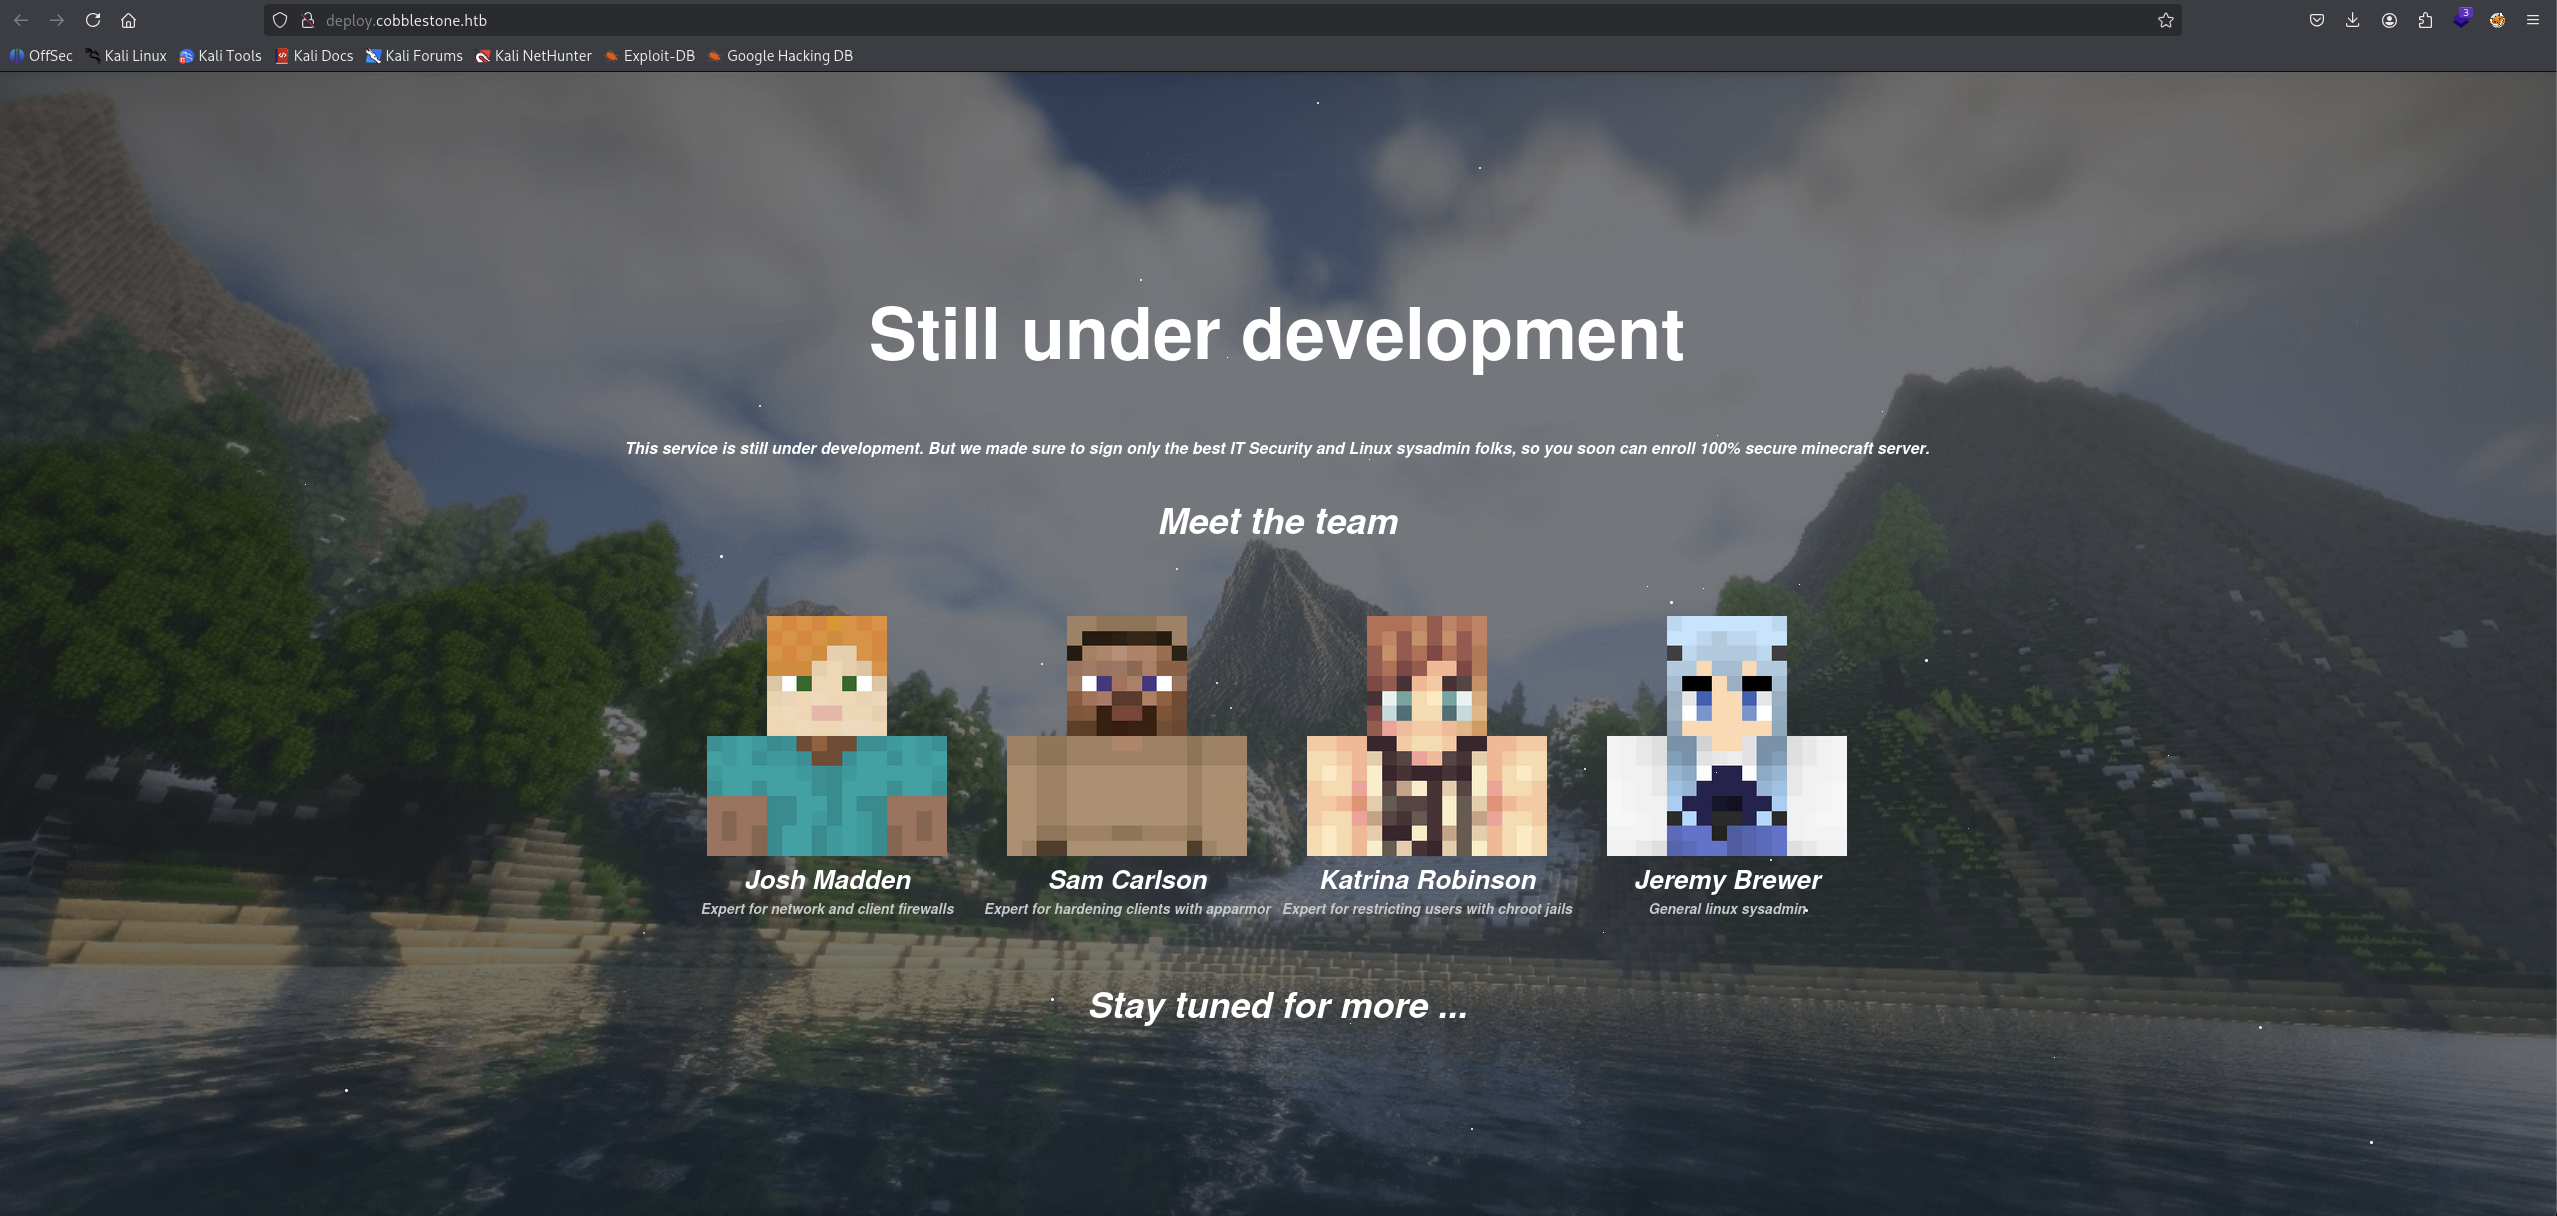 deploy.cobblestone.htb
3
OffSec Kali Linux Kali Tools Kali Docs Kali Forums Kali NetHunter Exploit-DB Google Hacking DB
Still under development
This service is still under development. But we made sure to sign only the best IT Security and Linux sysadmin folks, so you soon can enroll 100% secure minecraft server.
Meet the team
Josh Madden Sam Carlson Katrina Robinson Jeremy Brewer
Expert for network and client firewalls Expert for hardening clients with apparmor Expert for restricting users with chroot jails General linux sysadmin
Stay tuned for more ...